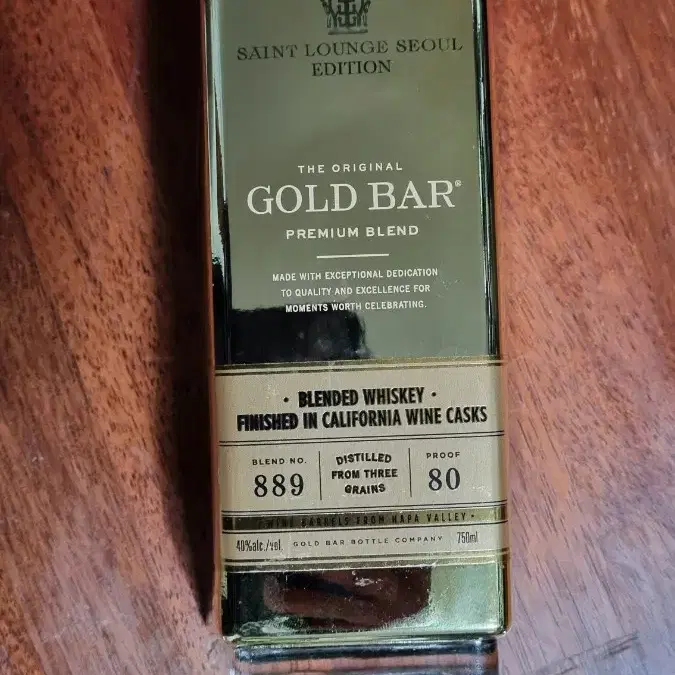 SAINT LOUNGE SEOUL
EDITION
THE ORIGINAL
GOLD BAR®
PREMIUM BLEND
MADE WITH EXCEPTIONAL DEDICATION
TO QUALITY AND EXCELLENCE FOR
MOMENTS WORTH CELEBRATING.
• BLENDED WHISKEY •
FINISHED IN CALIFORNIA WINE CASKS
BLEND NO.
889
DISTILLED
FROM THREE
GRAINS
PROOF
80
WINE BARRELS FROM NAPA VALLEY •
40%alc./vol.
GOLD BAR BOTTLE COMPANY
750ml